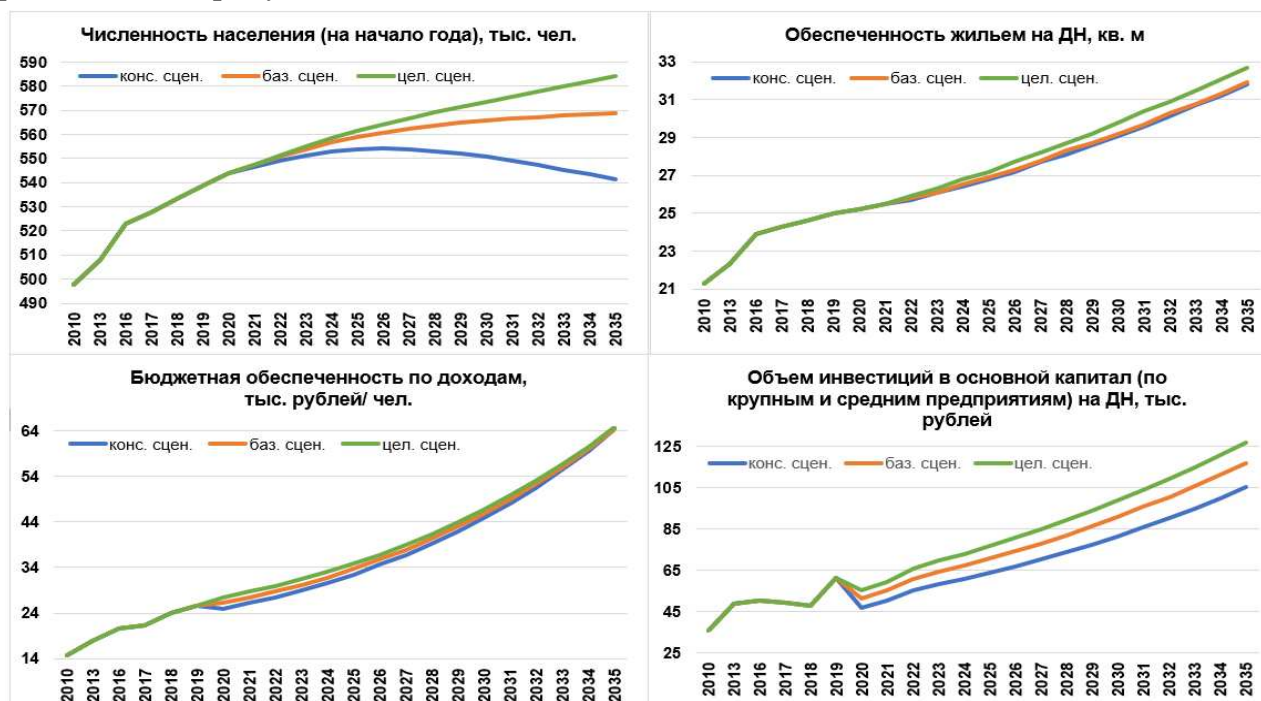 Численность населения (на начало года), тыс. чел.
590
580
570
560
550
540
530
520
510
500
490
конс. сцен. баз. сцен. цел. сцен.
2010 2013 2016 2017 2018 2019 2020 2021 2022 2023 2024 2025 2026 2027 2028 2029 2030 2031 2032 2033 2034 2035
Обеспеченность жильем на ДН, кв. м
33
31
29
27
25
23
21
конс. сцен. баз. сцен. цел. сцен.
2010 2013 2016 2017 2018 2019 2020 2021 2022 2023 2024 2025 2026 2027 2028 2029 2030 2031 2032 2033 2034 2035
Бюджетная обеспеченность по доходам,
тыс. рублей/ чел.
64
54
44
34
24
14
конс. сцен. баз. сцен. цел. сцен.
2010 2013 2016 2017 2018 2019 2020 2021 2022 2023 2024 2025 2026 2027 2028 2029 2030 2031 2032 2033 2034 2035
Объем инвестиций в основной капитал (по
крупным и средним предприятиям) на ДН, тыс.
рублей
125
105
85
65
45
25
конс. сцен. баз. сцен. цел. сцен.
2010 2013 2016 2017 2018 2019 2020 2021 2022 2023 2024 2025 2026 2027 2028 2029 2030 2031 2032 2033 2034 2035